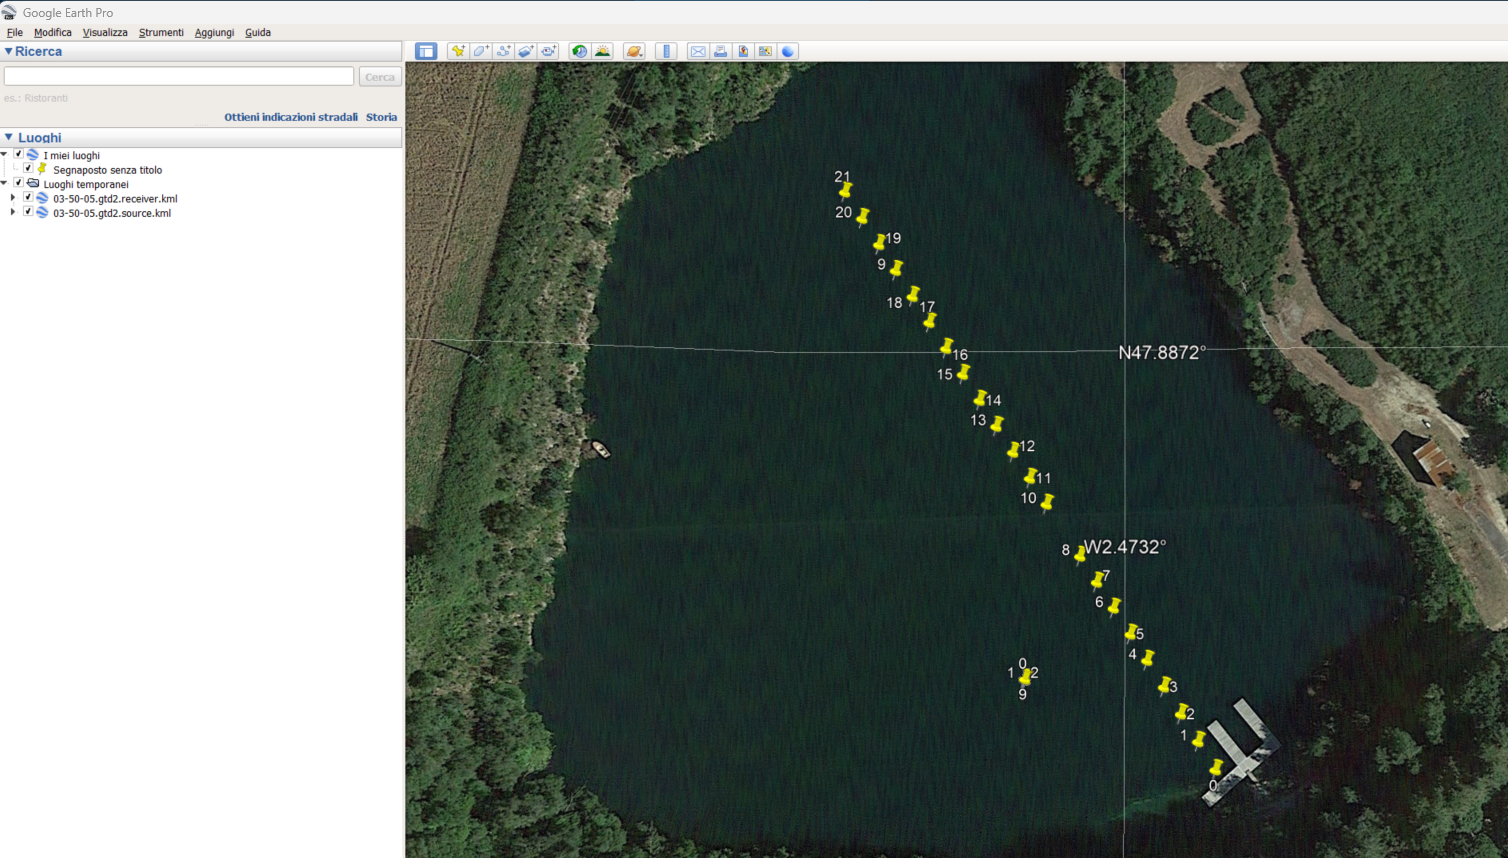 Google Earth Pro
File Modifica Visualizza Strumenti Aggiungi Guida
Ricerca
Cerca
es.: Ristoranti
Ottieni indicazioni stradali Storia
Luoghi
I miei luoghi
Segnaposto senza titolo
Luoghi temporanei
03-50-05.gtd2.receiver.kml
03-50-05.gtd2.source.kml
21
20
19
9
18
17
16
N47.8872°
15
14
13
12
11
10
8
W2.4732°
7
6
5
4
0
1 2
9
3
2
1
0